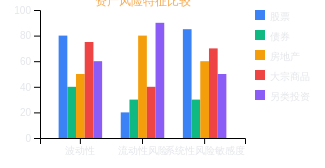 资产风险特征比较
100
80
60
40
20
0
波动性
流动性风险
系统性风险敏感度
股票
债券
房地产
大宗商品
另类投资